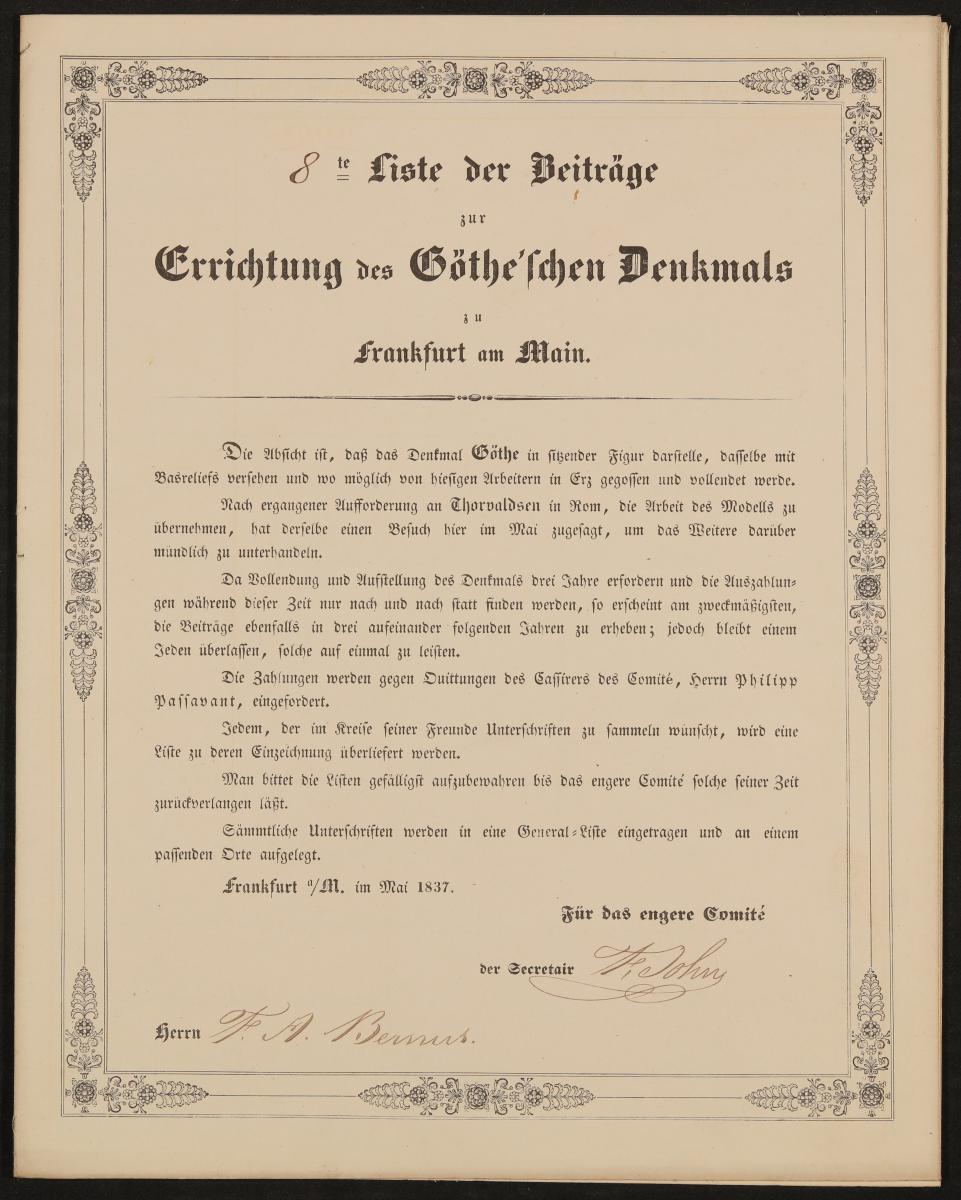 8te Liste der Beiträge
zur
Errichtung des Göthe'schen Denkmals
zu
Frankfurt am Main.
Die Absicht ist, daß das Denkmal Göthe in sitzender Figur darstelle, dasselbe mit
Basreliefs versehen und wo möglich von hiesigen Arbeitern in Erz gegossen und vollendet werde.
Nach ergangener Aufforderung an Thorvaldsen in Rom, die Arbeit des Modells zu
übernehmen, hat derselbe einen Besuch hier im Mai zugesagt, um das Weitere darüber
mündlich zu unterhandeln.
Da Vollendung und Aufstellung des Denkmals drei Jahre erfordern und die Auszahlun-
gen während dieser Zeit nur nach und nach statt finden werden, so erscheint am zweckmäßigsten,
die Beiträge ebenfalls in drei aufeinander folgenden Jahren zu erheben; jedoch bleibt einem
Jeden überlassen, solche auf einmal zu leisten.
Die Zahlungen werden gegen Quittungen des Cassirers des Comité, Herrn Philipp
Passavant, eingefordert.
Jedem, der im Kreise seiner Freunde Unterschriften zu sammeln wünscht, wird eine
Liste zu deren Einzeichnung überliefert werden.
Man bittet die Listen gefälligst aufzubewahren bis das engere Comité solche seiner Zeit
zurückverlangen läßt.
Sämmtliche Unterschriften werden in eine General-Liste eingetragen und an einem
passenden Orte aufgelegt.
Frankfurt a/M. im Mai 1837.
Für das engere Comité
der Secretair F. John
Herrn F. A. Bernus.